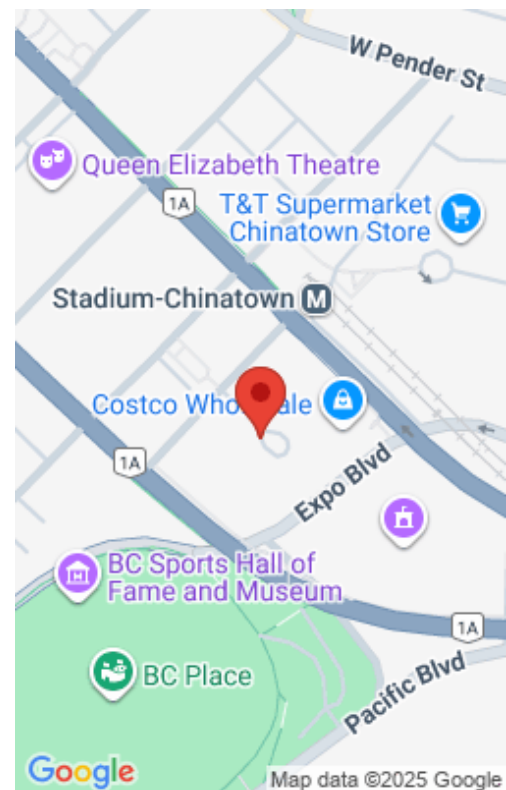 W Pender St
Queen Elizabeth Theatre
1A
T&T Supermarket
Chinatown Store
Stadium-Chinatown M
Costco Wholesale
1A
Expo Blvd
BC Sports Hall of
Fame and Museum
1A
BC Place
Pacific Blvd
Google
Map data ©2025 Google